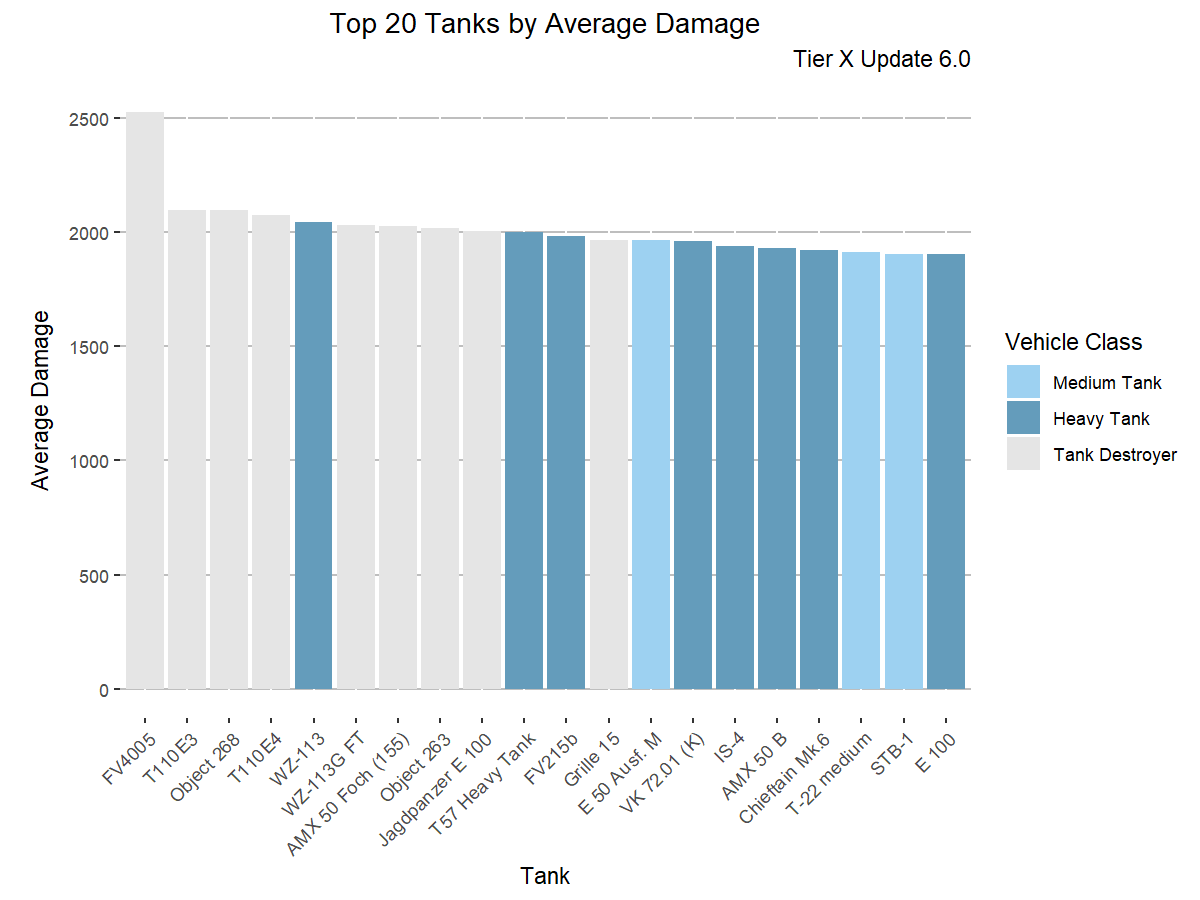 Top 20 Tanks by Average Damage
Tier X Update 6.0
Average Damage
2500
2000
1500
1000
500
0
FV4005
T110E3
Object 268
T110E4
WZ-113
WZ-113G FT
AMX 50 Foch (155)
Object 263
Jagdpanzer E 100
T57 Heavy Tank
FV215b
Grille 15
E 50 Ausf. M
VK 72.01 (K)
IS-4
AMX 50 B
Chieftain Mk.6
T-22 medium
STB-1
E 100
Tank
Vehicle Class
Medium Tank
Heavy Tank
Tank Destroyer